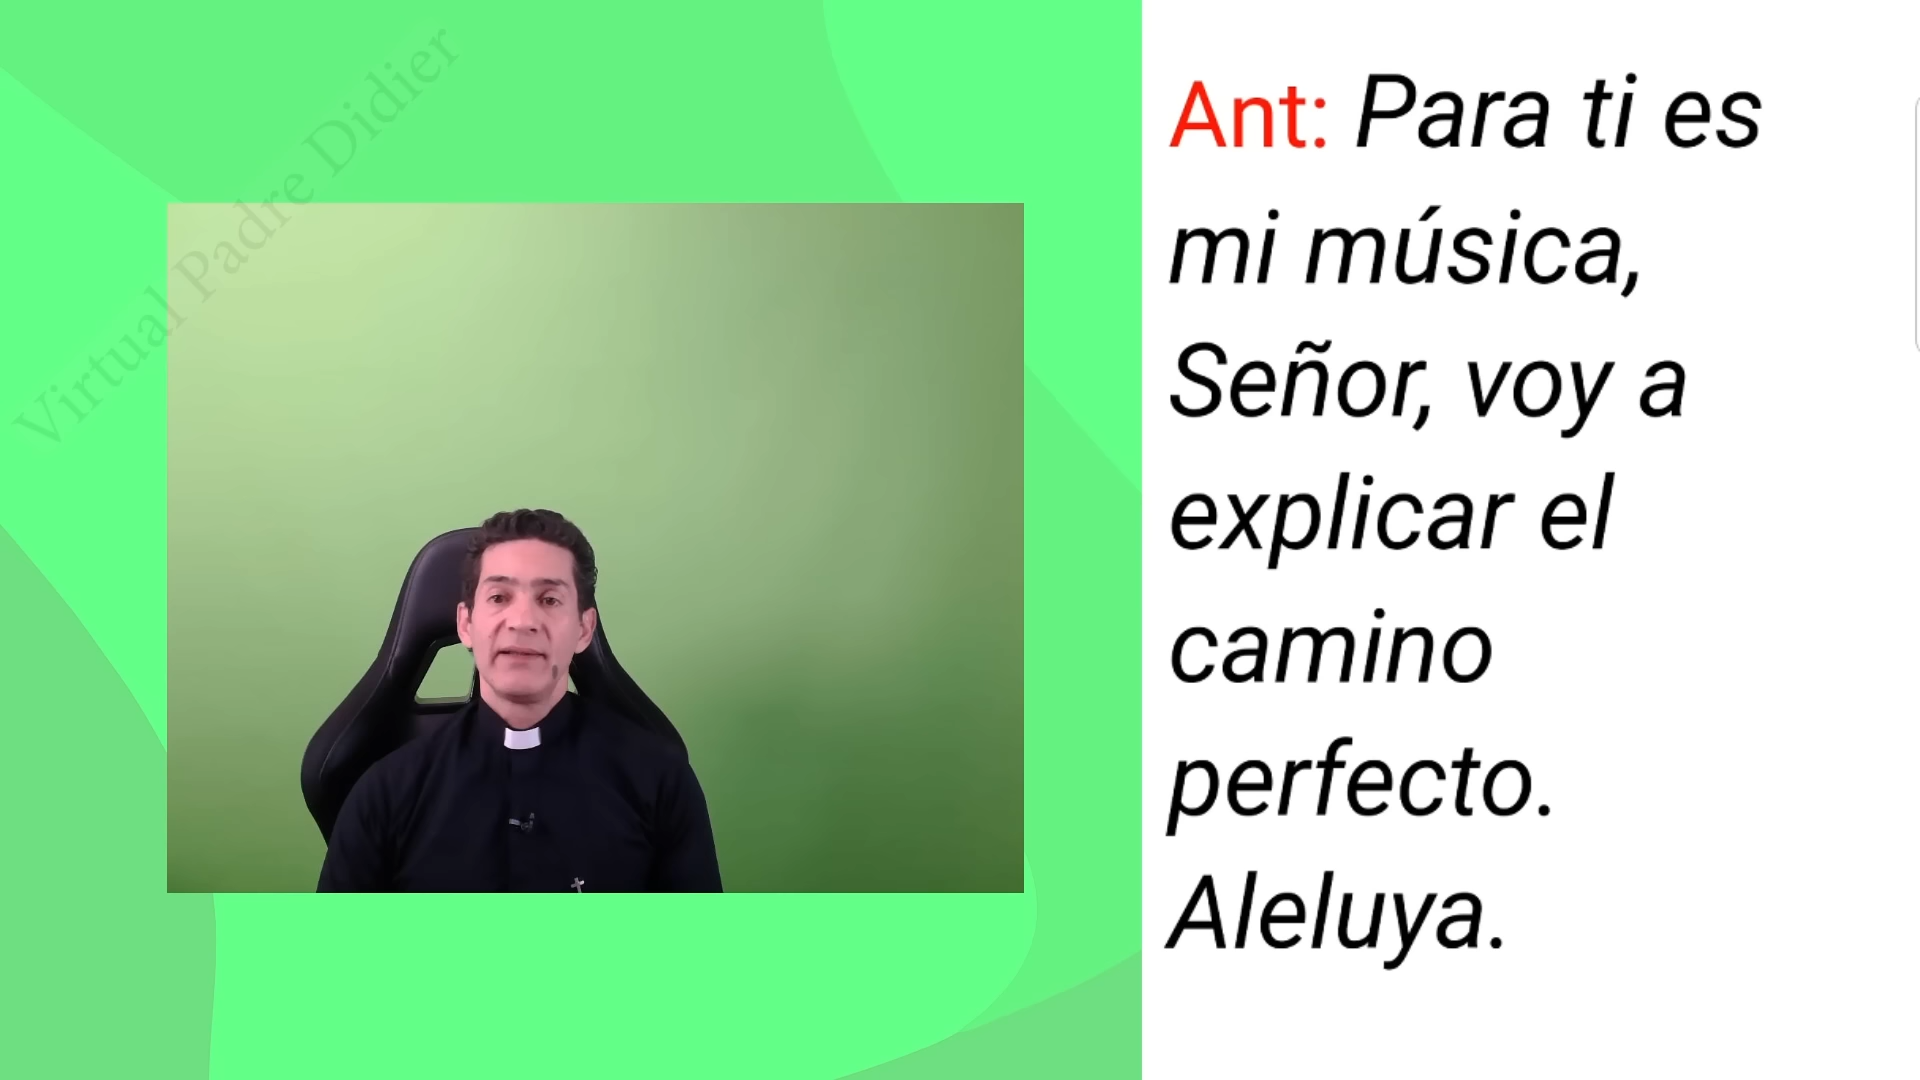 Virtual Padre Didier
Ant: Para ti es
mi música,
Señor, voy a
explicar el
camino
perfecto.
Aleluya.